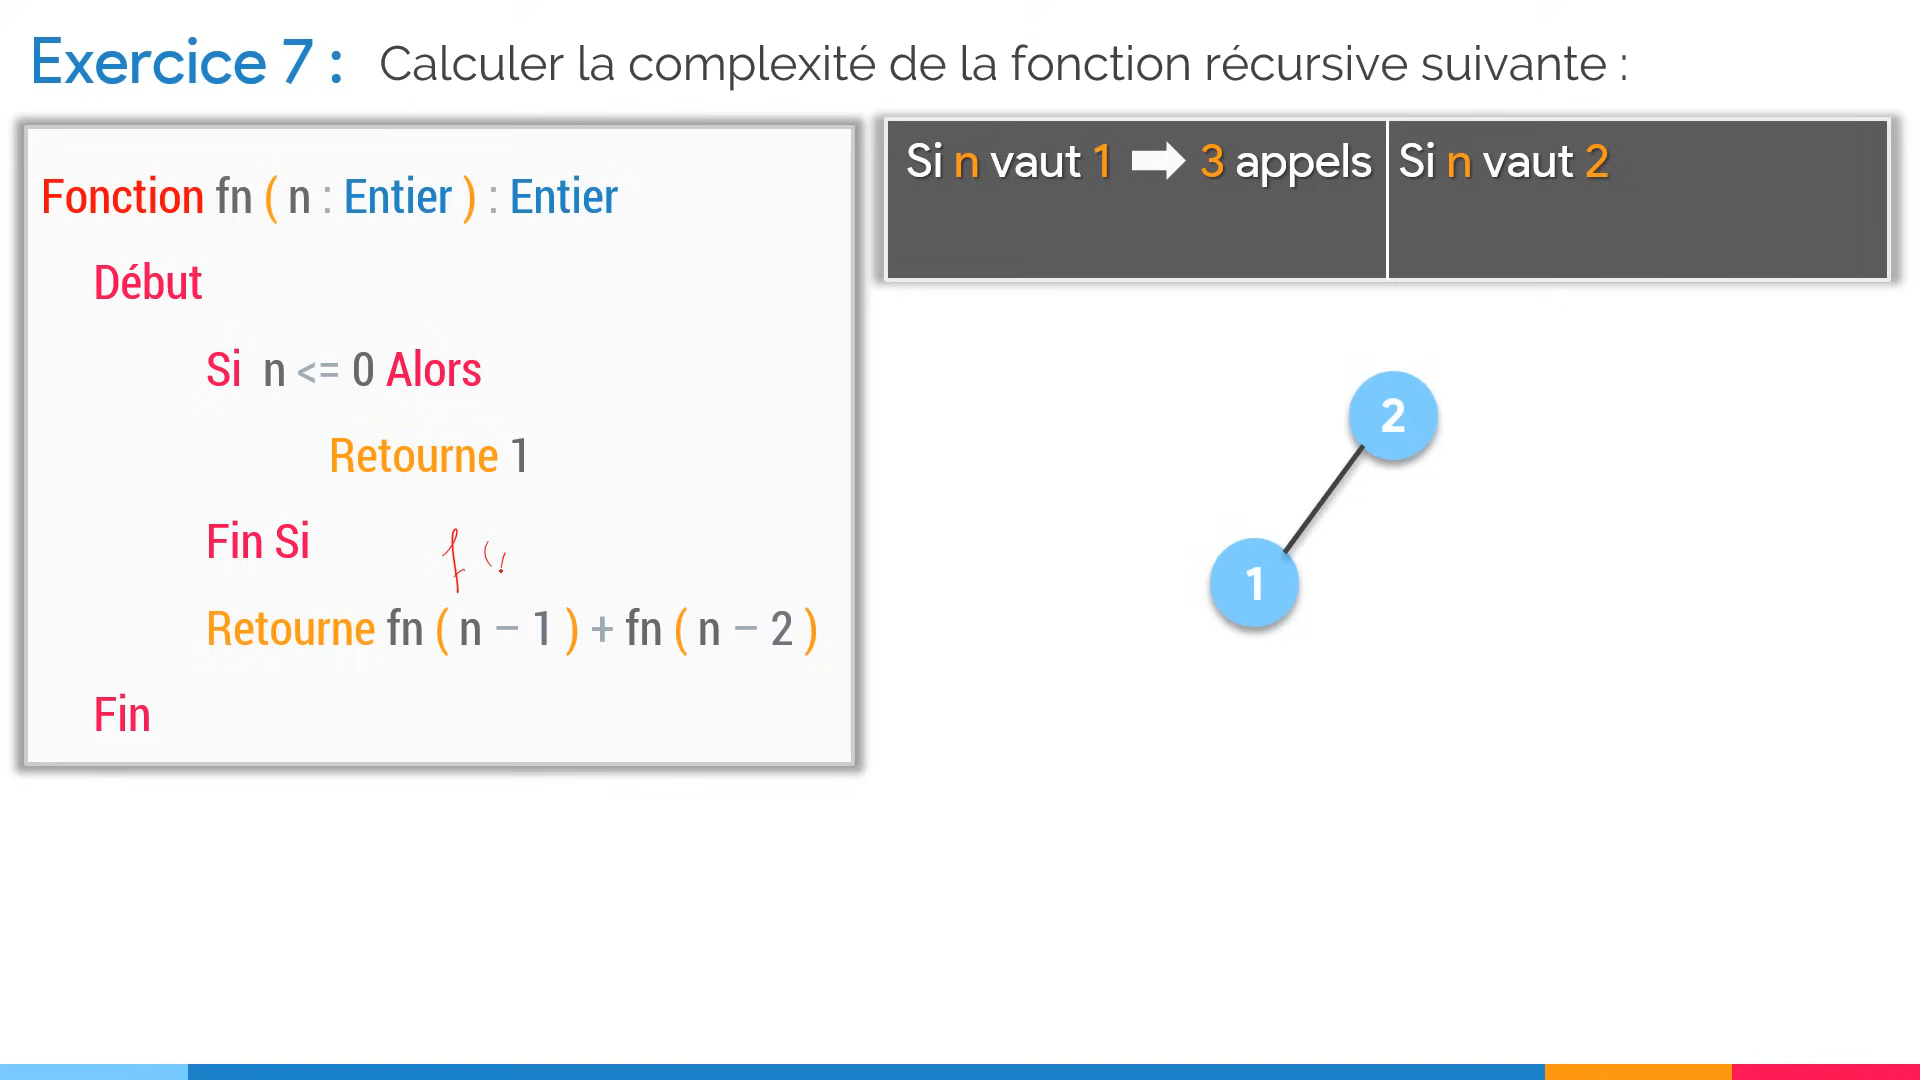 Exercice 7 : Calculer la complexité de la fonction récursive suivante :
Fonction fn ( n : Entier ) : Entier
Début
Si n <= 0 Alors
Retourne 1
Fin Si
f (
Retourne fn ( n – 1 ) + fn ( n – 2 )
Fin
Si n vaut 1 ➡ 3 appels
Si n vaut 2
2
1